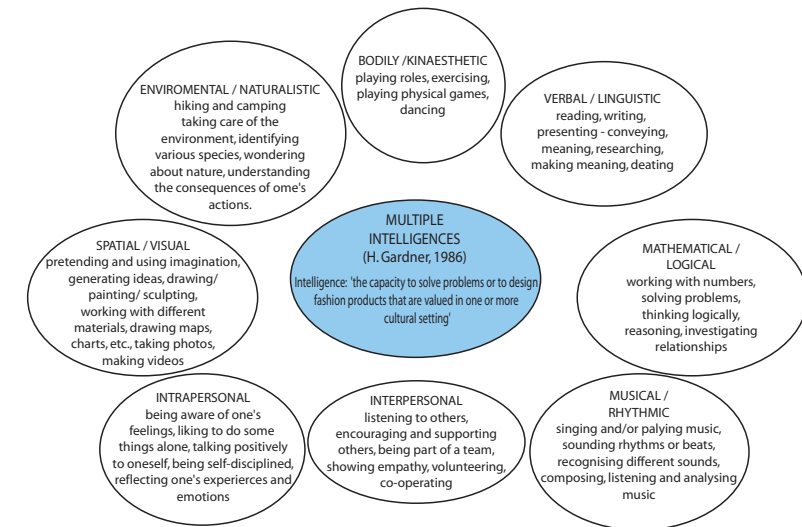 BODILY /KINAESTHETIC
playing roles, exercising,
playing physical games,
dancing
ENVIROMENTAL / NATURALISTIC
hiking and camping
taking care of the
environment, identifying
various species, wondering
about nature, understanding
the consequences of ome's
actions.
VERBAL / LINGUISTIC
reading, writing,
presenting - conveying,
meaning, researching,
making meaning, deating
MULTIPLE
INTELLIGENCES
(H. Gardner, 1986)
Intelligence: 'the capacity to solve problems or to design
fashion products that are valued in one or more
cultural setting'
SPATIAL / VISUAL
pretending and using imagination,
generating ideas, drawing/
painting/ sculpting,
working with different
materials, drawing maps,
charts, etc., taking photos,
making videos
MATHEMATICAL /
LOGICAL
working with numbers,
solving problems,
thinking logically,
reasoning, investigating
relationships
INTRAPERSONAL
being aware of one's
feelings, liking to do some
things alone, talking positively
to oneself, being self-disciplined,
reflecting one's experierces and
emotions
INTERPERSONAL
listening to others,
encouraging and supporting
others, being part of a team,
showing empathy, volunteering,
co-operating
MUSICAL /
RHYTHMIC
singing and/or palying music,
sounding rhythms or beats,
recognising different sounds,
composing, listening and analysing
music